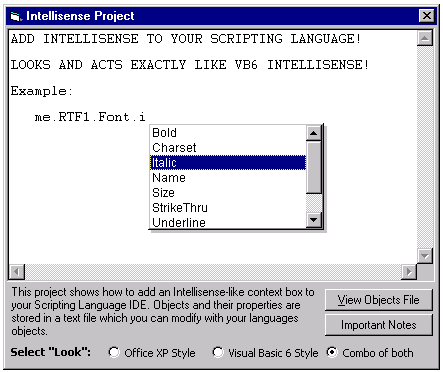 Intellisense Project
ADD INTELLISENSE TO YOUR SCRIPTING LANGUAGE!
LOOKS AND ACTS EXACTLY LIKE VB6 INTELLISENSE!
Example:
me.RTF1.Font.i
Bold
Charset
Italic
Name
Size
StrikeThru
Underline
This project shows how to add an Intellisense-like context box to
your Scripting Language IDE. Objects and their properties are
stored in a text file which you can modify with your languages
objects.
View Objects File
Important Notes
Select "Look": Office XP Style Visual Basic 6 Style Combo of both